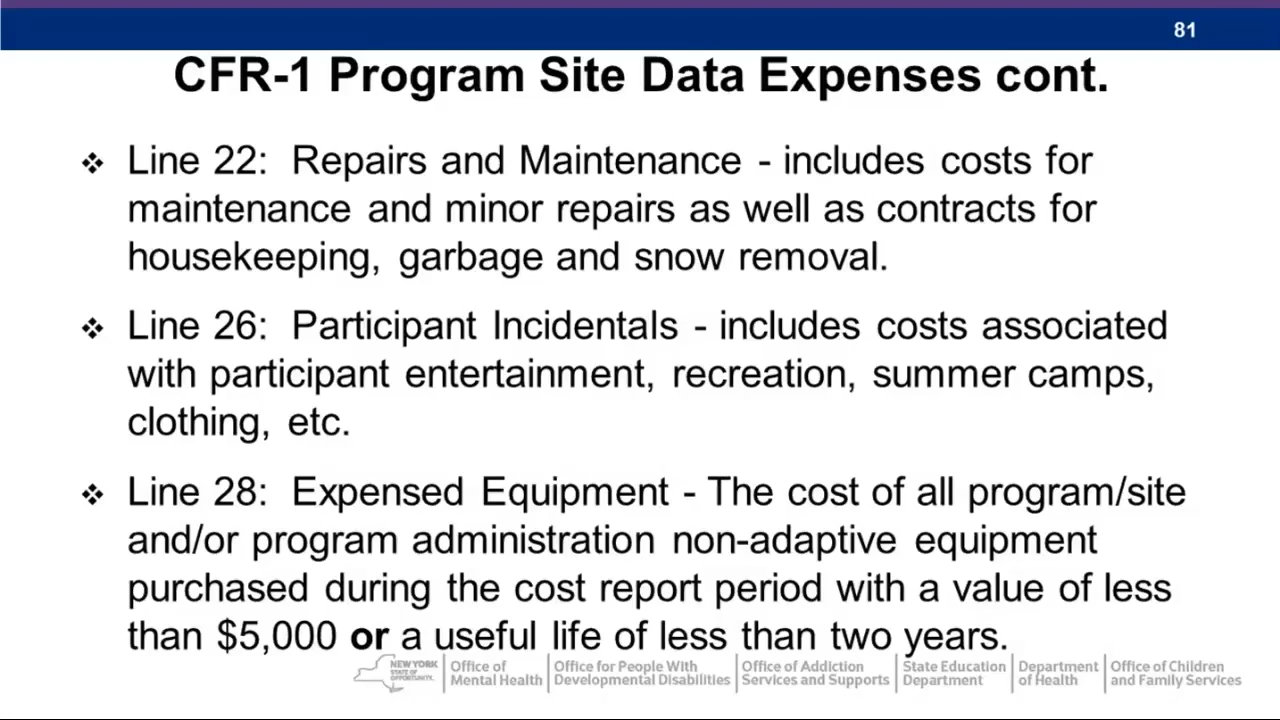 81
CFR-1 Program Site Data Expenses cont.
❖ Line 22: Repairs and Maintenance - includes costs for
maintenance and minor repairs as well as contracts for
housekeeping, garbage and snow removal.
❖ Line 26: Participant Incidentals - includes costs associated
with participant entertainment, recreation, summer camps,
clothing, etc.
❖ Line 28: Expensed Equipment - The cost of all program/site
and/or program administration non-adaptive equipment
purchased during the cost report period with a value of less
than $5,000 or a useful life of less than two years.
NEW YORK
STATE OF
OPPORTUNITY.
Office of
Mental Health
Office for People With
Developmental Disabilities
Office of Addiction
Services and Supports
State Education
Department
Department
of Health
Office of Children
and Family Services